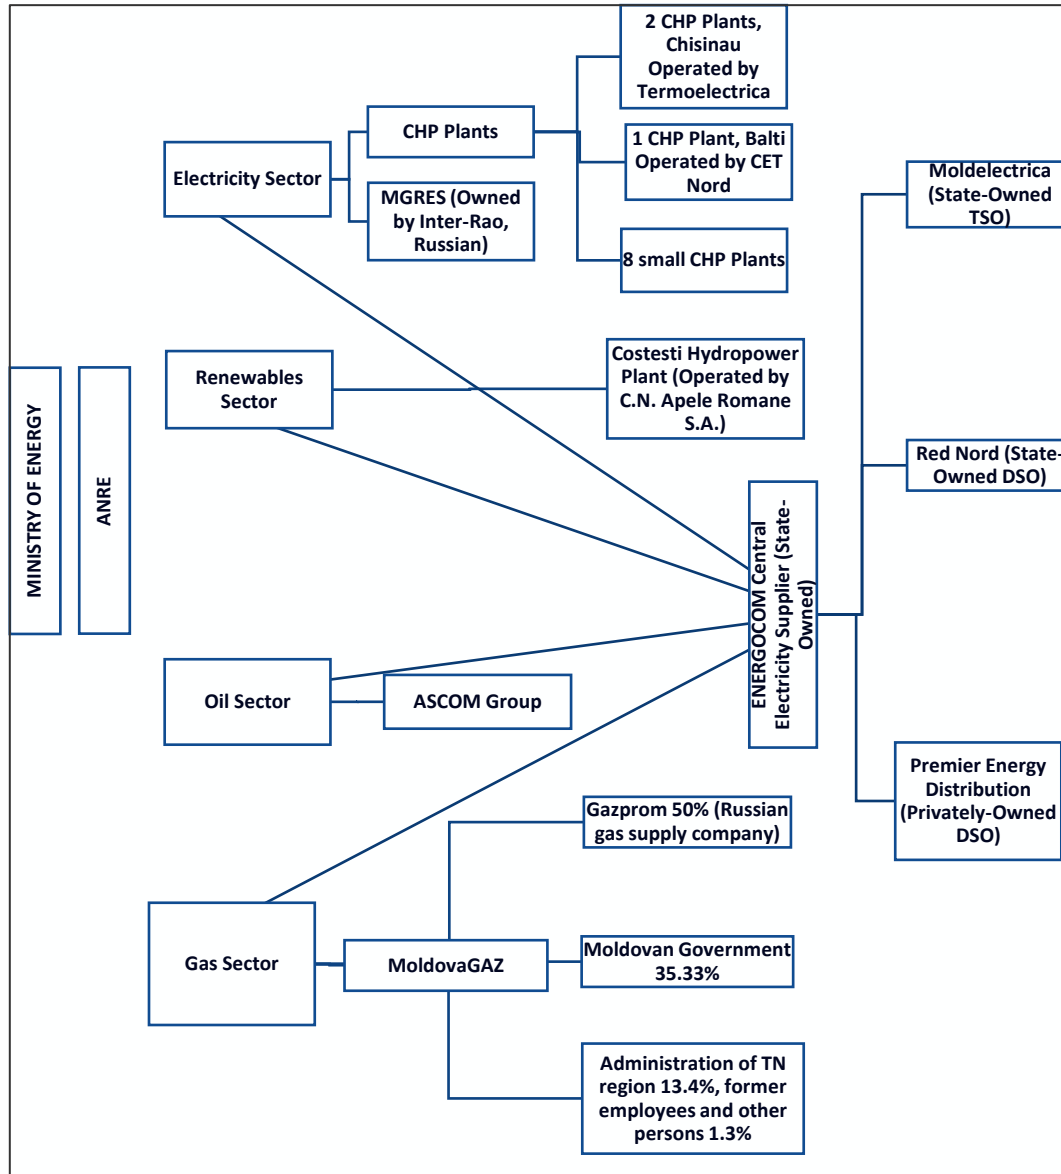 MINISTRY OF ENERGY
ANRE
Electricity Sector
CHP Plants
MGRES (Owned
by Inter-Rao,
Russian)
2 CHP Plants,
Chisinau
Operated by
Termoelectrica
1 CHP Plant, Balti
Operated by CET
Nord
8 small CHP Plants
Renewables
Sector
Costesti Hydropower
Plant (Operated by
C.N. Apele Romane
S.A.)
Oil Sector
ASCOM Group
Gas Sector
MoldovaGAZ
Gazprom 50% (Russian
gas supply company)
Moldovan Government
35.33%
Administration of TN
region 13.4%, former
employees and other
persons 1.3%
ENERGOCOM Central
Electricity Supplier (State-
Owned)
Moldelectrica
(State-Owned
TSO)
Red Nord (State-
Owned DSO)
Premier Energy
Distribution
(Privately-Owned
DSO)